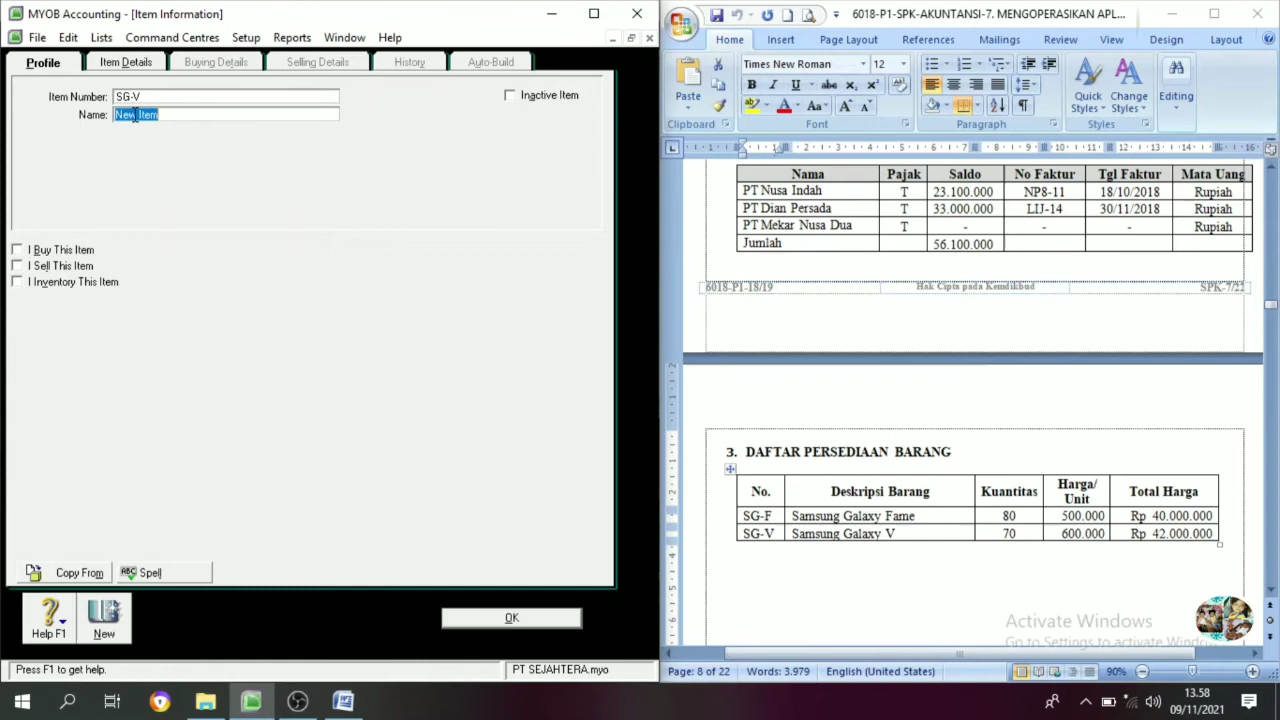 MYOB Accounting - [Item Information]
File Edit Lists Command Centres Setup Reports Window Help
Profile Item Details Buying Details Selling Details History Auto-Build
Item Number: SG-V
Inactive Item
Name: New Item
I Buy This Item
I Sell This Item
I Inventory This Item
Copy From ABC Spell
Help F1 New OK
Press F1 to get help. PT SEJAHTERA.myo
6018-P1-SPK-AKUNTANSI-7. MENGOPERASIKAN APL...
Home Insert Page Layout References Mailings Review View Design Layout
Times New Roman 12
Paste
Quick Styles
Change Styles
Editing
Clipboard Font Paragraph Styles
Nama Pajak Saldo No Faktur Tgl Faktur Mata Uang
PT Nusa Indah T 23.100.000 NP8-11 18/10/2018 Rupiah
PT Dian Persada T 33.000.000 LIJ-14 30/11/2018 Rupiah
PT Mekar Nusa Dua T - - - Rupiah
Jumlah 56.100.000
6018-P1-18/19 Hak Cipta pada Kemdikbud SPK-7/22
3. DAFTAR PERSEDIAAN BARANG
No. Deskripsi Barang Kuantitas Harga/ Unit Total Harga
SG-F Samsung Galaxy Fame 80 500.000 Rp 40.000.000
SG-V Samsung Galaxy V 70 600.000 Rp 42.000.000
Activate Windows
Go to Settings to activate
Page: 8 of 22 Words: 3.979 English (United States) 90%
13.58
09/11/2021